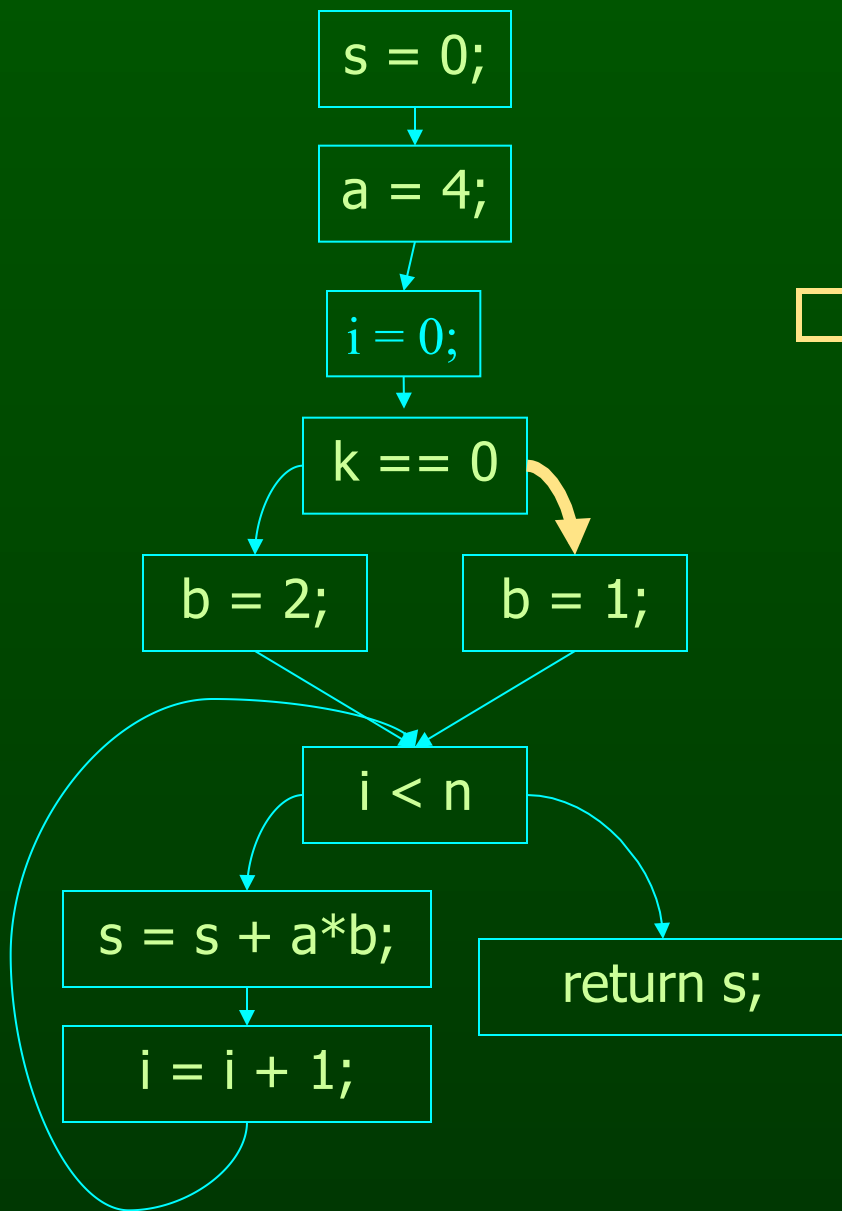 s = 0;
a = 4;
i = 0;
k == 0
b = 2;
b = 1;
i < n
s = s + a*b;
return s;
i = i + 1;